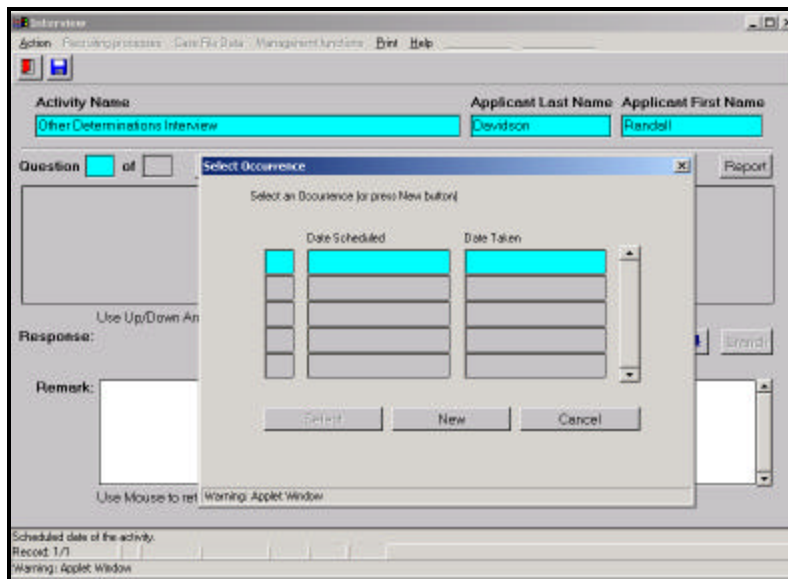 Interview
Action Recruiting processes Case File Data Management functions Print Help
Activity Name Applicant Last Name Applicant First Name
Other Determinations Interview Davidson Randall
Question of Report
Select Occurrence
Select an Occurrence (or press New button)
Date Scheduled Date Taken
Use Up/Down Arr
Response:
Remark:
Select New Cancel
Use Mouse to ret
Warning: Applet Window
Scheduled date of the activity.
Record: 1/1
Warning: Applet Window